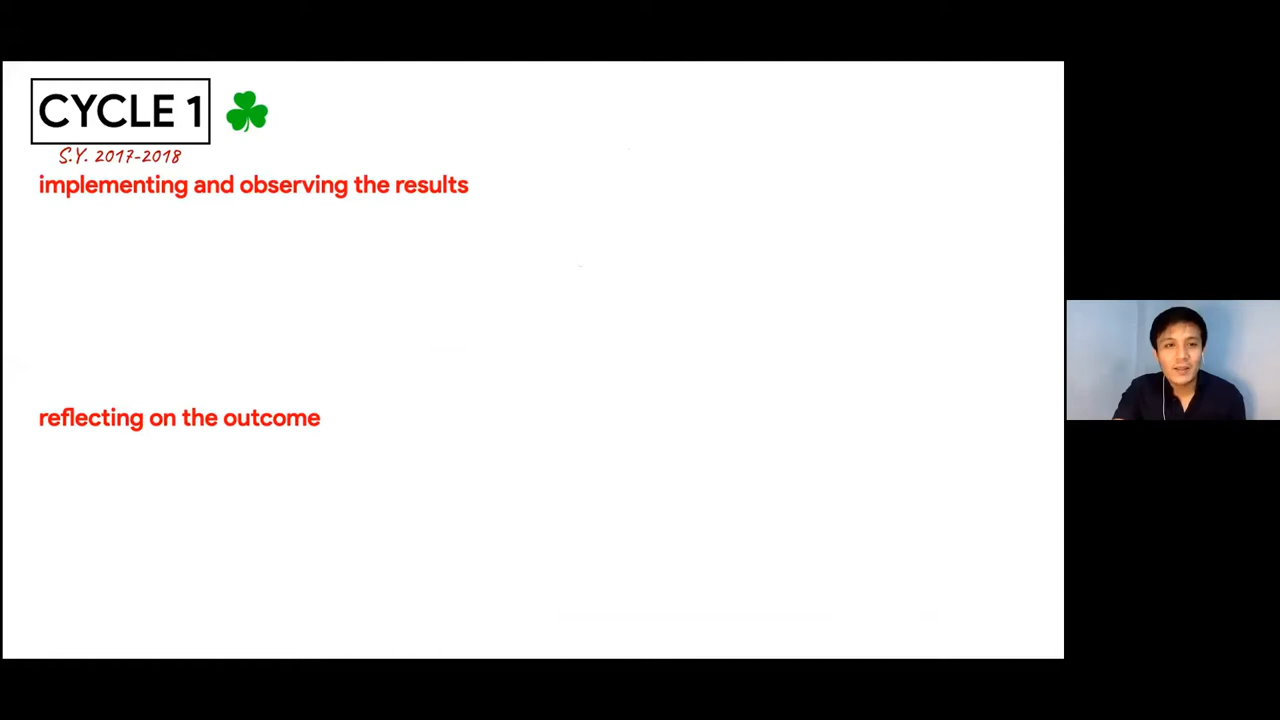 CYCLE 1
S.Y. 2017-2018
implementing and observing the results
reflecting on the outcome